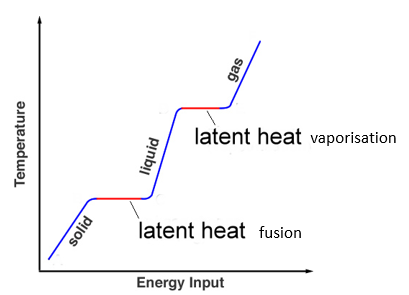 Temperature
gas
liquid
latent heat vaporisation
solid
latent heat fusion
Energy Input